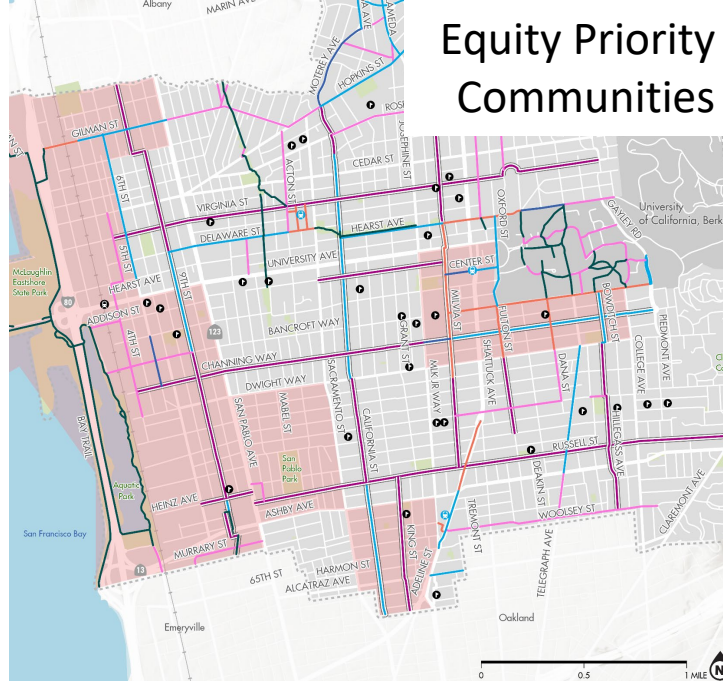 Equity Priority
Communities
Albany
MARIN AVE
MOTEREY AVE
HOPKINS ST
GILMAN ST
6TH ST
ACTON ST
JOSEPHINE ST
CEDAR ST
VIRGINIA ST
OXFORD ST
GAYLEY RD
University
of California, Berk
DELAWARE ST
HEARST AVE
5TH ST
UNIVERSITY AVE
CENTER ST
McLaughlin
Eastshore
State Park
80
HEARST AVE
9TH ST
ADDISON ST
123
MILVIA ST
FULTON ST
BOWDITCH ST
4TH ST
BANCROFT WAY
GRANT ST
SHATTUCK AVE
DANA ST
COLLEGE AVE
PIEDMONT AVE
CHANNING WAY
DWIGHT WAY
SACRAMENTO ST
MLK JR WAY
BAY TRAIL
SAN PABLO AVE
MABEL ST
CALIFORNIA ST
HILLEGASS AVE
RUSSELL ST
San
Pablo
Park
DEAKIN ST
Aquatic
Park
HEINZ AVE
ASHBY AVE
KING ST
TREMONT ST
WOOLSEY ST
CLAREMONT AVE
San Francisco Bay
MURRARY ST
13
65TH ST
HARMON ST
ALCATRAZ AVE
ADELINE ST
TELEGRAPH AVE
Emeryville
Oakland
0
0.5
1 MILE
N